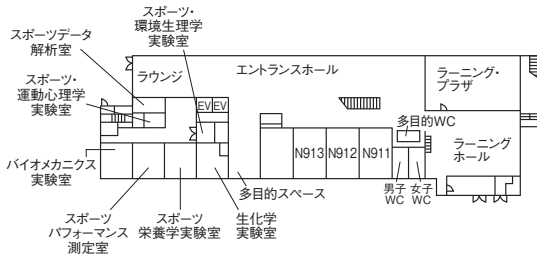 スポーツ・
環境生理学
実験室
スポーツデータ
解析室
ラウンジ
エントランスホール
ラーニング・
プラザ
スポーツ・
運動心理学
実験室
EV EV
多目的WC
ラーニング
ホール
N913 N912 N911
バイオメカニクス
実験室
多目的スペース
男子
WC
女子
WC
スポーツ
パフォーマンス
測定室
スポーツ
栄養学実験室
生化学
実験室